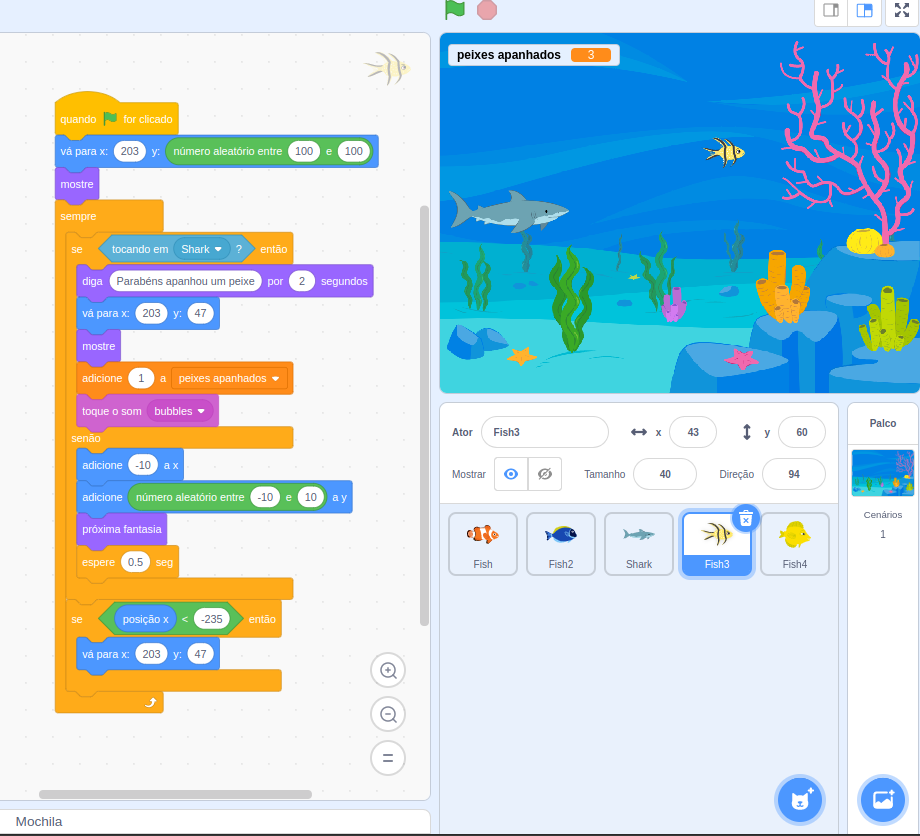 quando for clicado
vá para x: 203 y: número aleatório entre 100 e 100
mostre
sempre
se tocando em Shark ? então
diga Parabéns apanhou um peixe por 2 segundos
vá para x: 203 y: 47
mostre
adicione 1 a peixes apanhados
toque o som bubbles
senão
adicione -10 a x
adicione número aleatório entre -10 e 10 a y
próxima fantasia
espere 0.5 seg
se posição x < -235 então
vá para x: 203 y: 47
Mochila
peixes apanhados 3
Ator Fish3 x 43 y 60
Mostrar Tamanho 40 Direção 94
Fish Fish2 Shark Fish3 Fish4
Palco
Cenários
1